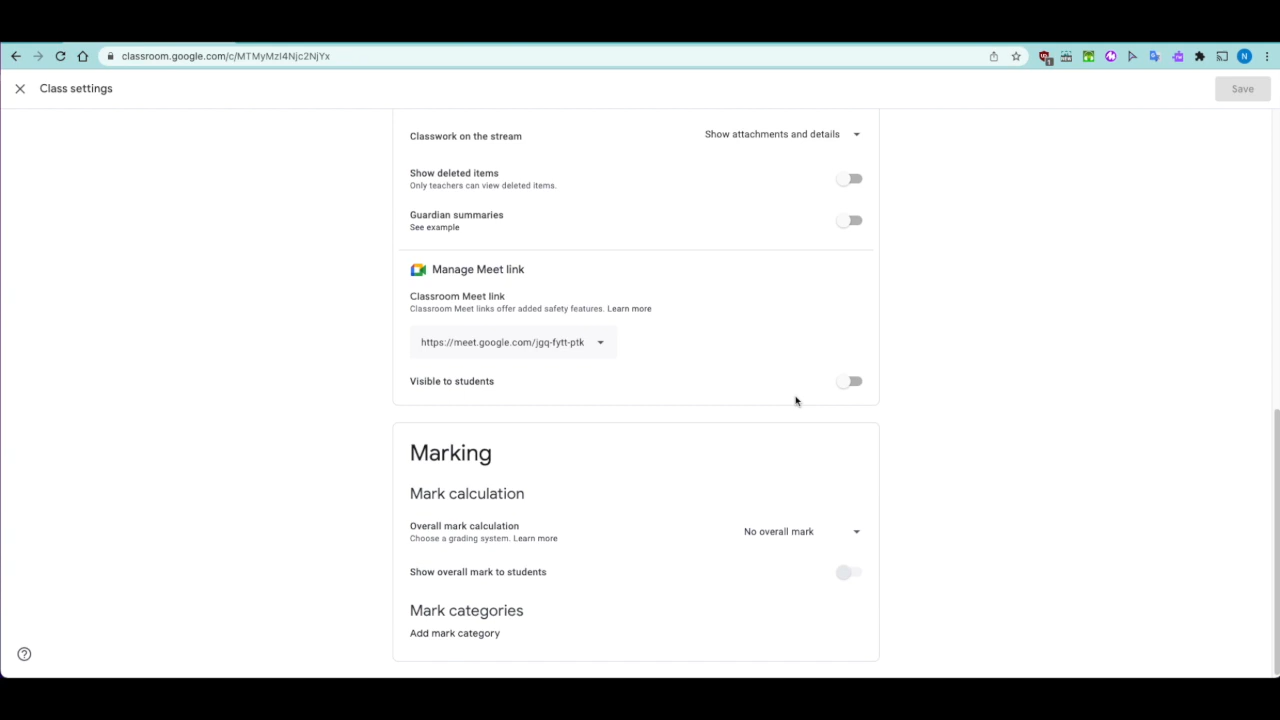 classroom.google.com/c/MTMyMzI4Njc2NjYx
N
1
Class settings
Save
Classwork on the stream
Show attachments and details
Show deleted items
Only teachers can view deleted items.
Guardian summaries
See example
Manage Meet link
Classroom Meet link
Classroom Meet links offer added safety features. Learn more
https://meet.google.com/jgq-fytt-ptk
Visible to students
Marking
Mark calculation
Overall mark calculation
No overall mark
Choose a grading system. Learn more
Show overall mark to students
Mark categories
Add mark category